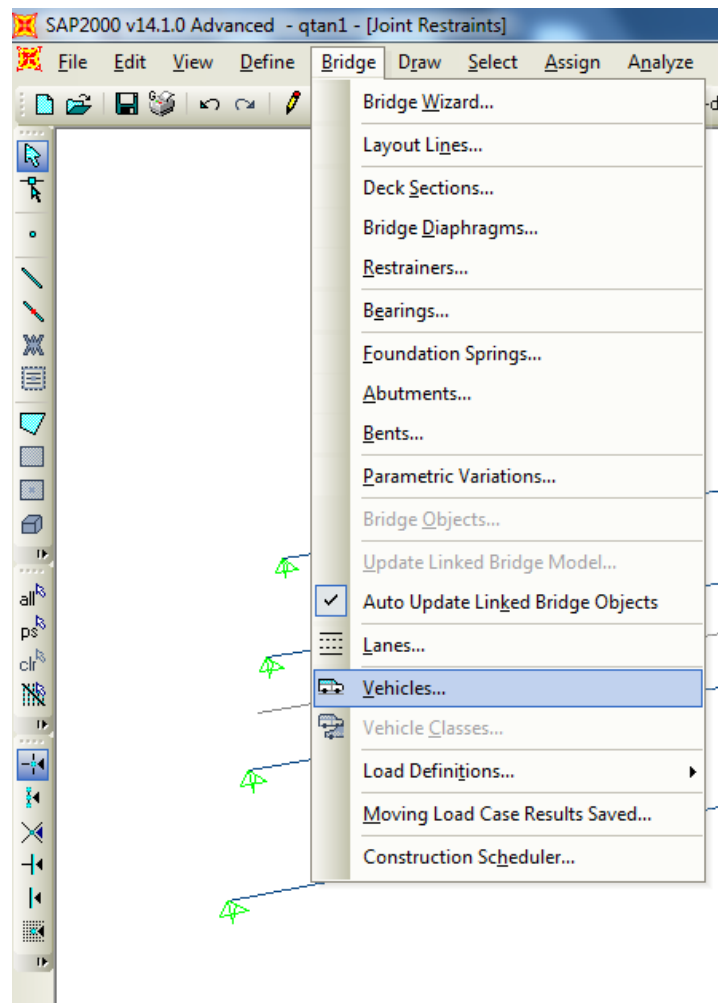 SAP2000 v14.1.0 Advanced - qtan1 - [Joint Restraints]
File Edit View Define Bridge Draw Select Assign Analyze
Bridge Wizard...
Layout Lines...
Deck Sections...
Bridge Diaphragms...
Restrainers...
Bearings...
Foundation Springs...
Abutments...
Bents...
Parametric Variations...
Bridge Objects...
Update Linked Bridge Model...
Auto Update Linked Bridge Objects
Lanes...
Vehicles...
Vehicle Classes...
Load Definitions...
Moving Load Case Results Saved...
Construction Scheduler...
-d
all
ps
clr